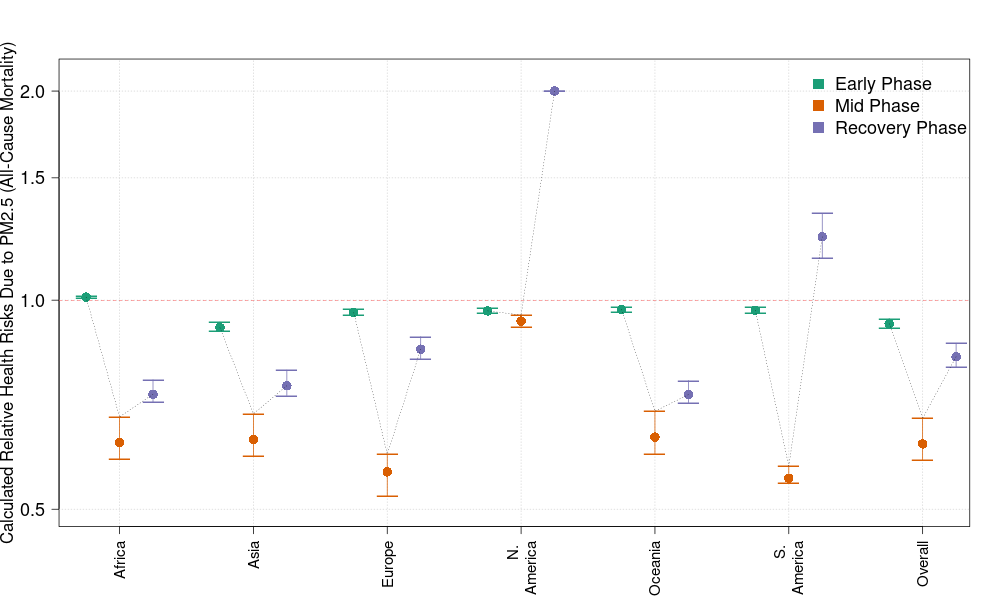 Calculated Relative Health Risks Due to PM2.5 (All-Cause Mortality)
2.0
1.5
1.0
0.5
Early Phase
Mid Phase
Recovery Phase
Africa
Asia
Europe
N.
America
Oceania
S.
America
Overall